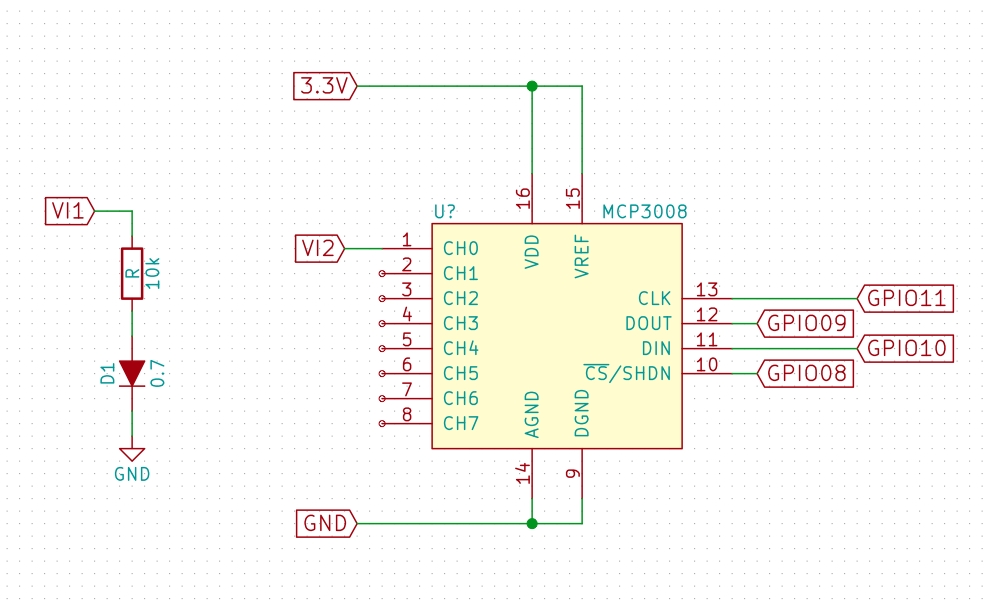 3.3V
16
15
U?
MCP3008
VI1
VI2
R
10k
D1
0.7
GND
1
CH0
2
CH1
3
CH2
4
CH3
5
CH4
6
CH5
7
CH6
8
CH7
VDD
VREF
CLK
13
GPIO11
DOUT
12
GPIO09
DIN
11
GPIO10
CS/SHDN
10
GPIO08
AGND
DGND
14
9
GND